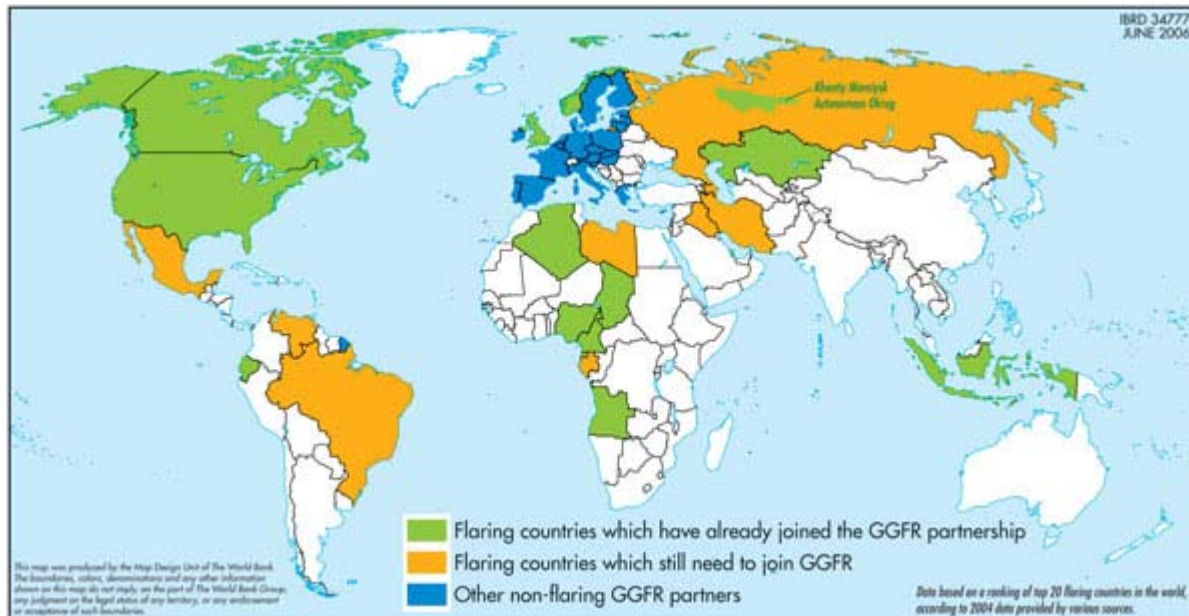 IBRD 34777
JUNE 2006
Khanty Mansiysk
Autonomous Okrug
Flaring countries which have already joined the GGFR partnership
Flaring countries which still need to join GGFR
Other non-flaring GGFR partners
This map was produced by the Map Design Unit of The World Bank.
The boundaries, colors, denominations and any other information
shown on this map do not imply, on the part of The World Bank Group,
any judgment on the legal status of any territory, or any endorsement
or acceptance of such boundaries.
Data based on a ranking of top 20 flaring countries in the world,
according to 2004 data provided by various sources.